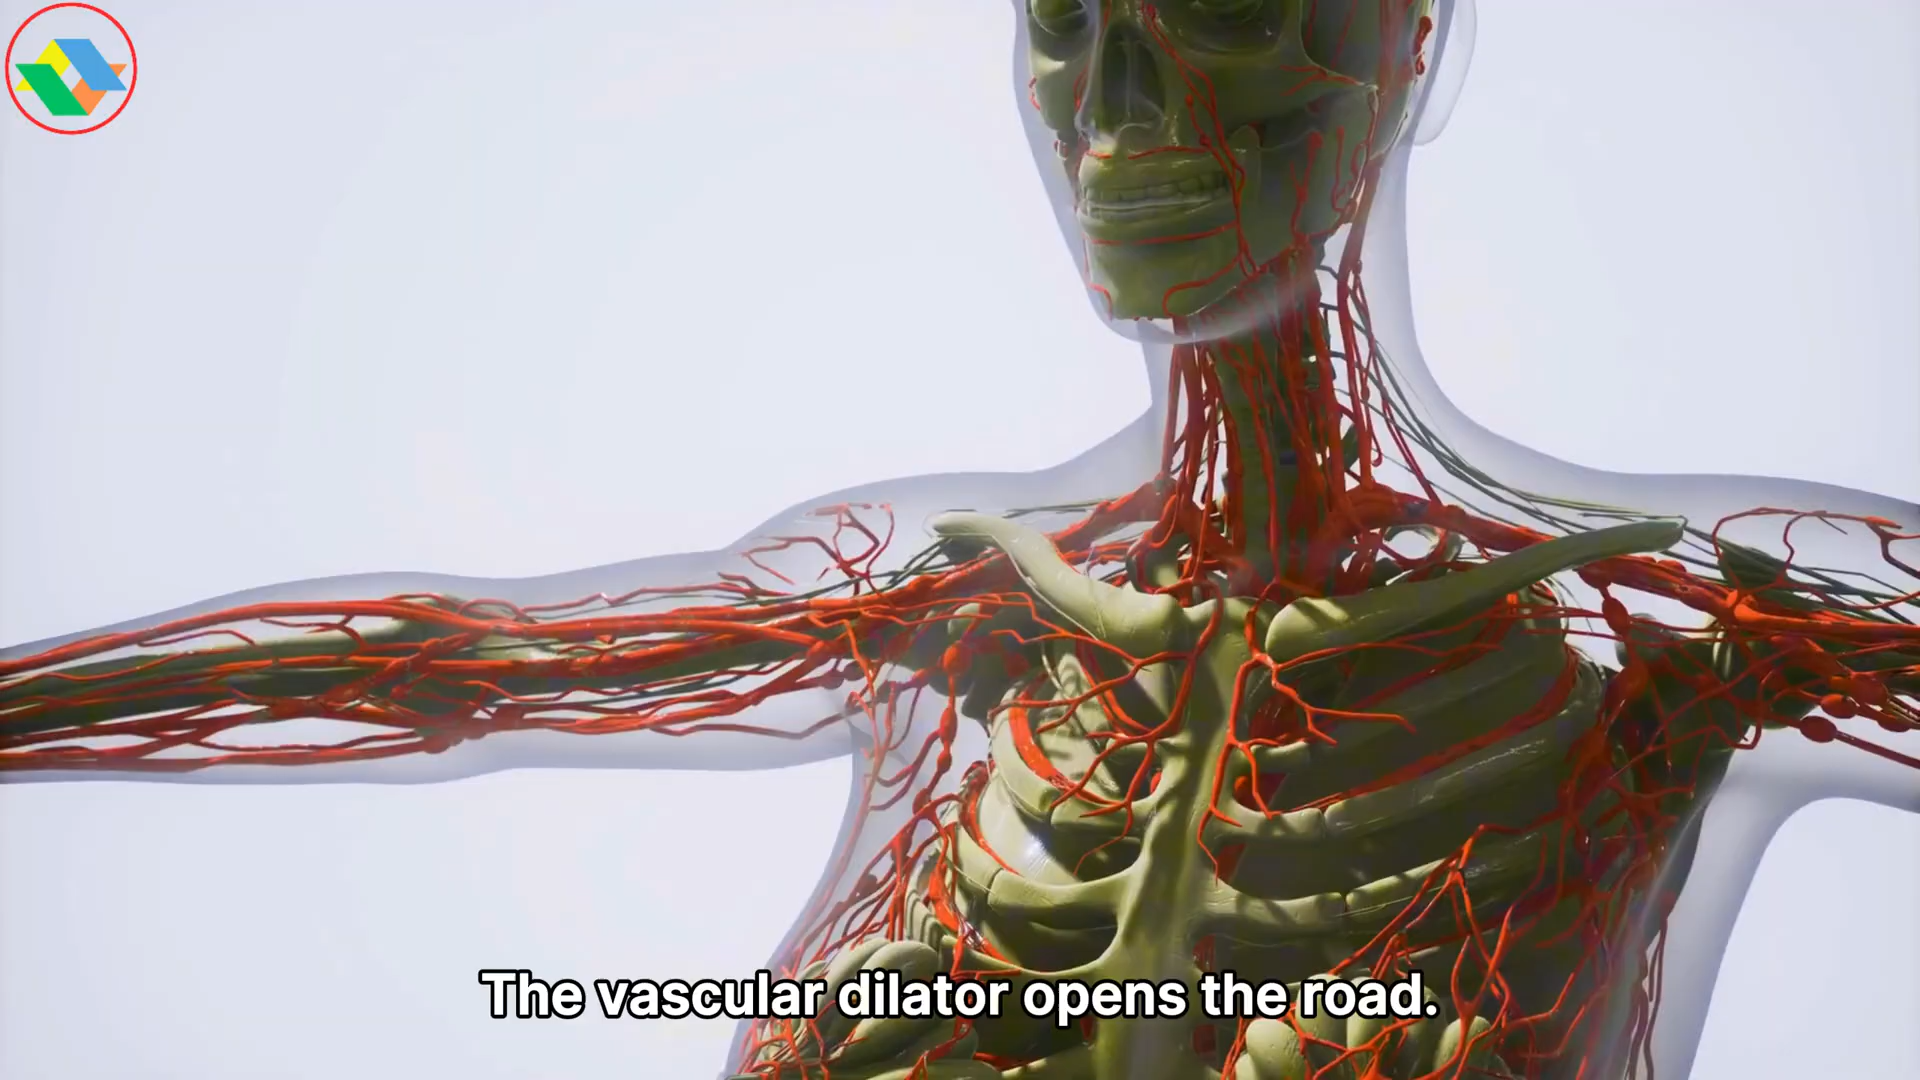 The vascular dilator opens the road.